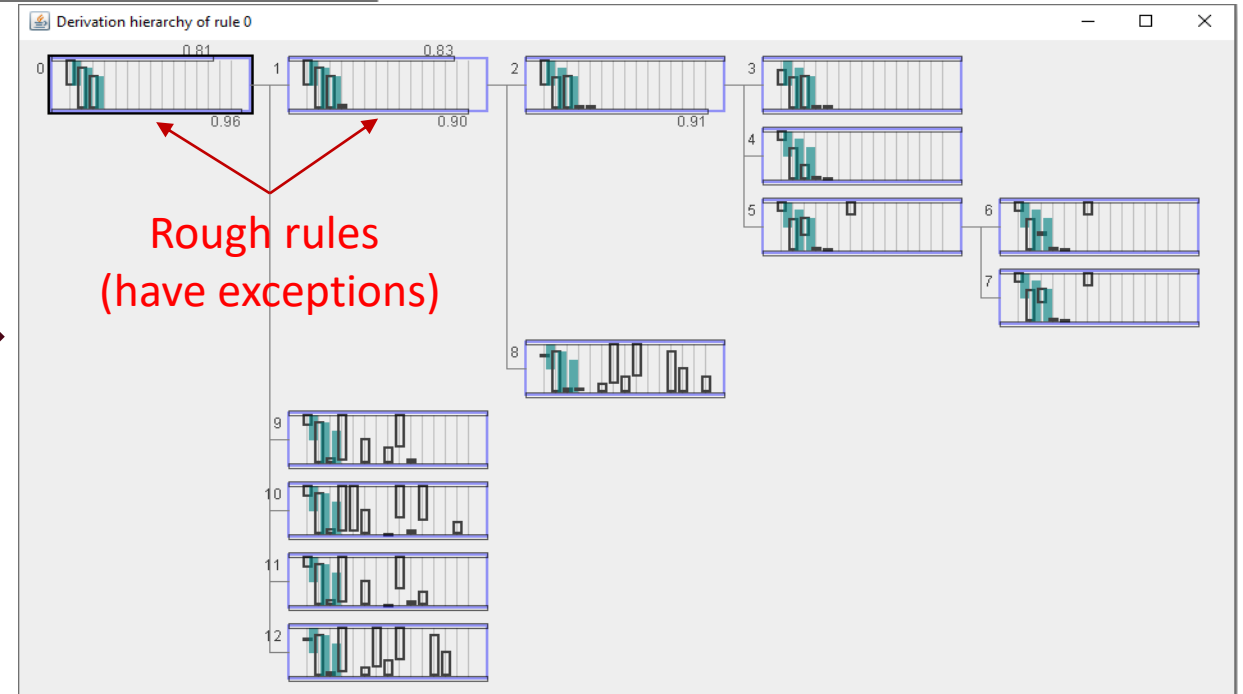 Derivation hierarchy of rule 0
0 0.81 1 0.83 2 3
0.96 0.90 0.91
4
Rough rules
(have exceptions)
5 6
7
8
9
10
11
12